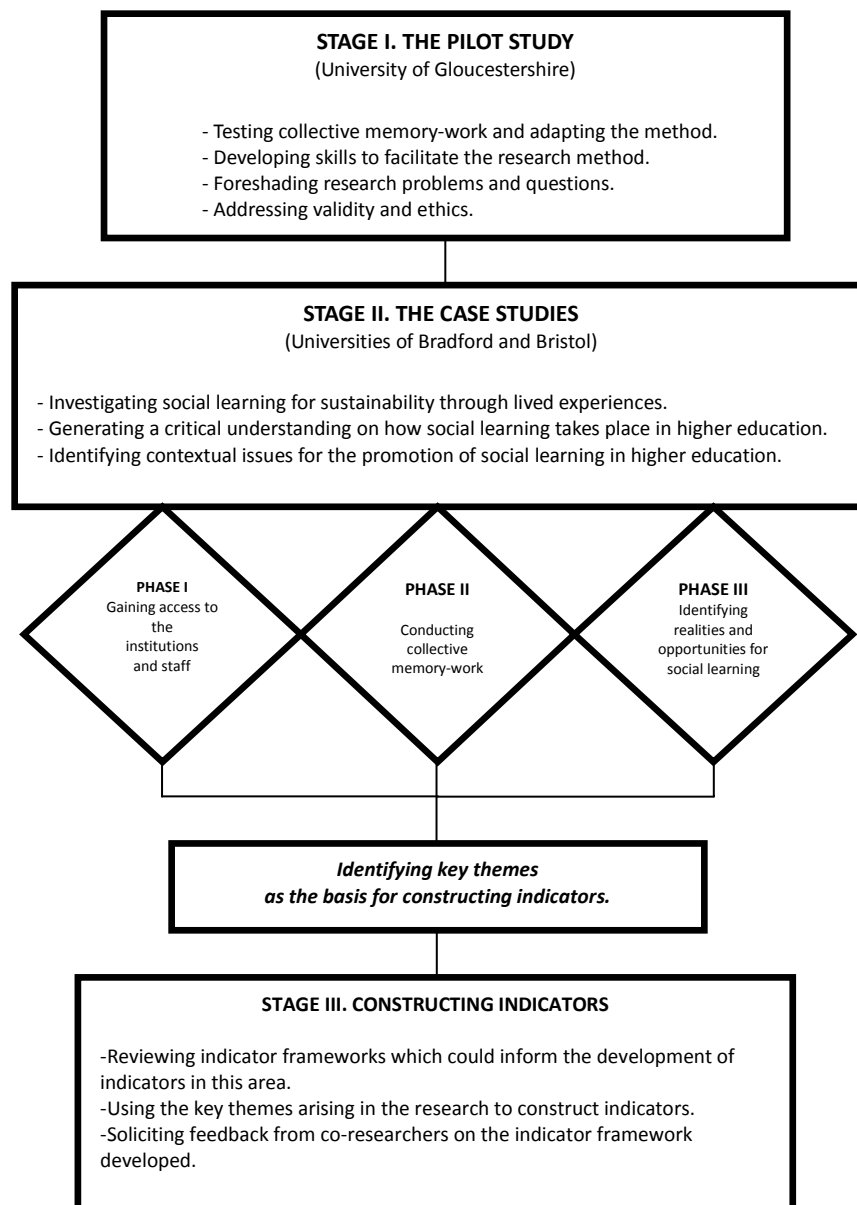 STAGE I. THE PILOT STUDY
(University of Gloucestershire)
- Testing collective memory-work and adapting the method.
- Developing skills to facilitate the research method.
- Foreshading research problems and questions.
- Addressing validity and ethics.
STAGE II. THE CASE STUDIES
(Universities of Bradford and Bristol)
- Investigating social learning for sustainability through lived experiences.
- Generating a critical understanding on how social learning takes place in higher education.
- Identifying contextual issues for the promotion of social learning in higher education.
PHASE I
Gaining access to
the
institutions
and staff
PHASE II
Conducting
collective
memory-work
PHASE III
Identifying
realities and
opportunities for
social learning
Identifying key themes
as the basis for constructing indicators.
STAGE III. CONSTRUCTING INDICATORS
-Reviewing indicator frameworks which could inform the development of
indicators in this area.
-Using the key themes arising in the research to construct indicators.
-Soliciting feedback from co-researchers on the indicator framework
developed.